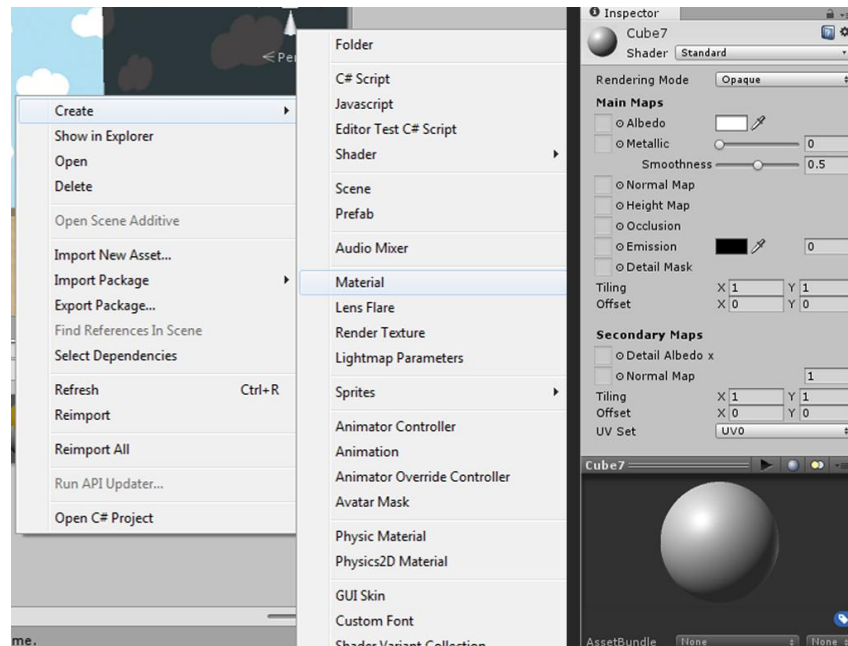 Pe
Create
Show in Explorer
Open
Delete
Open Scene Additive
Import New Asset...
Import Package
Export Package...
Find References In Scene
Select Dependencies
Refresh Ctrl+R
Reimport
Reimport All
Run API Updater...
Open C# Project
me.
Folder
C# Script
Javascript
Editor Test C# Script
Shader
Scene
Prefab
Audio Mixer
Material
Lens Flare
Render Texture
Lightmap Parameters
Sprites
Animator Controller
Animation
Animator Override Controller
Avatar Mask
Physic Material
Physics2D Material
GUI Skin
Custom Font
Shader Variant Collection
Inspector
Cube7
Shader Standard
Rendering Mode Opaque
Main Maps
Albedo
Metallic 0
Smoothness 0.5
Normal Map
Height Map
Occlusion
Emission 0
Detail Mask
Tiling X 1 Y 1
Offset X 0 Y 0
Secondary Maps
Detail Albedo x
Normal Map 1
Tiling X 1 Y 1
Offset X 0 Y 0
UV Set UV0
Cube7
AssetBundle None None